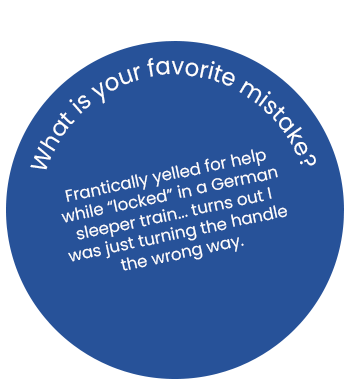 What is your favorite mistake?
Frantically yelled for help
while “locked” in a German
sleeper train... turns out I
was just turning the handle
the wrong way.